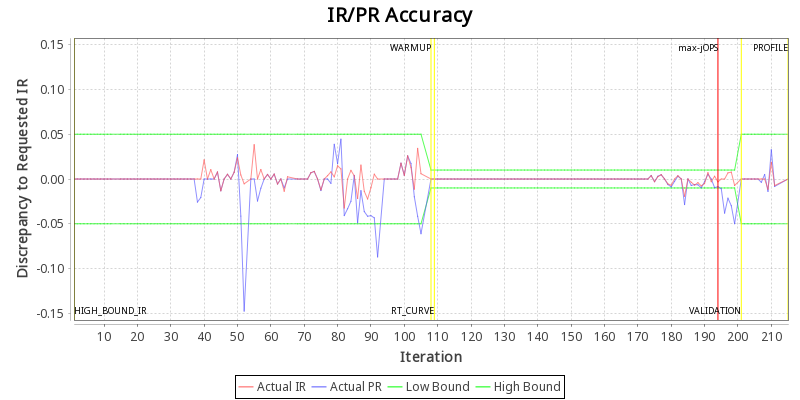 IR/PR Accuracy
Discrepancy to Requested IR
0.15
0.10
0.05
0.00
-0.05
-0.10
-0.15
WARMUP
max-jOPS
PROFILE
HIGH_BOUND_IR
RT_CURVE
VALIDATION
10 20 30 40 50 60 70 80 90 100 110 120 130 140 150 160 170 180 190 200 210
Iteration
Actual IR Actual PR Low Bound High Bound